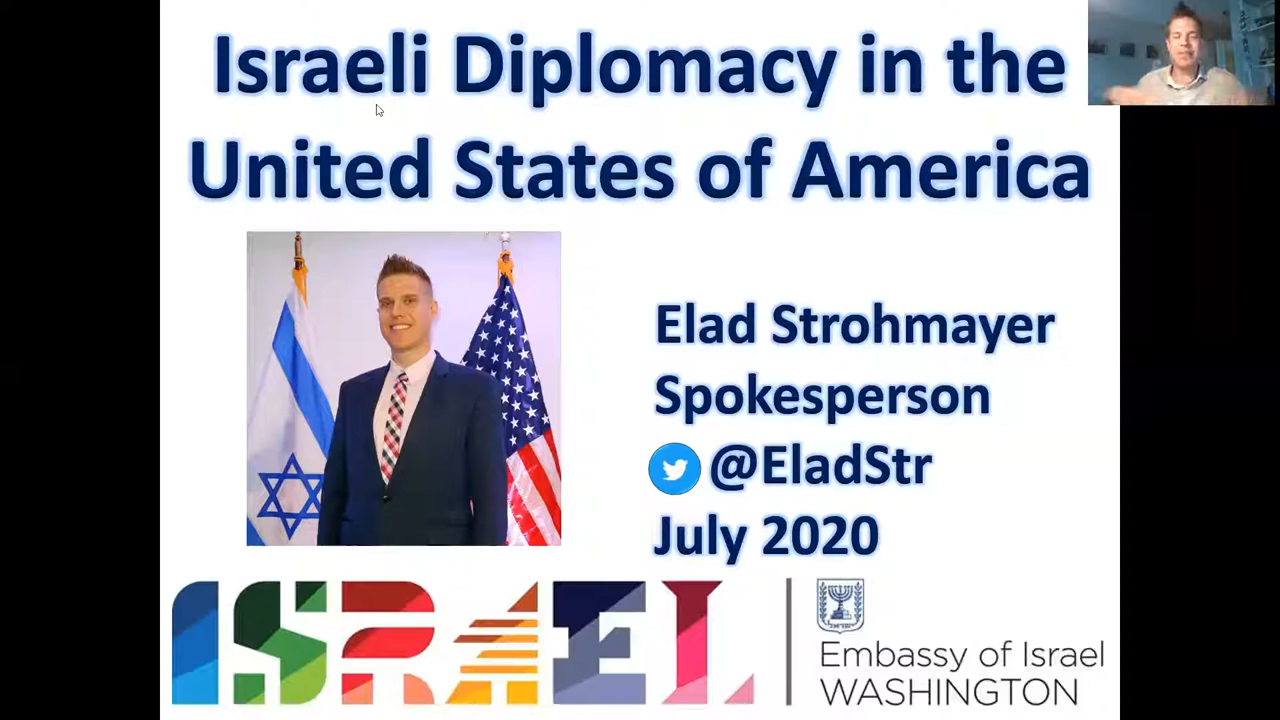 Israeli Diplomacy in the
United States of America
Elad Strohmayer
Spokesperson
@EladStr
July 2020
ISRAEL
Embassy of Israel
WASHINGTON